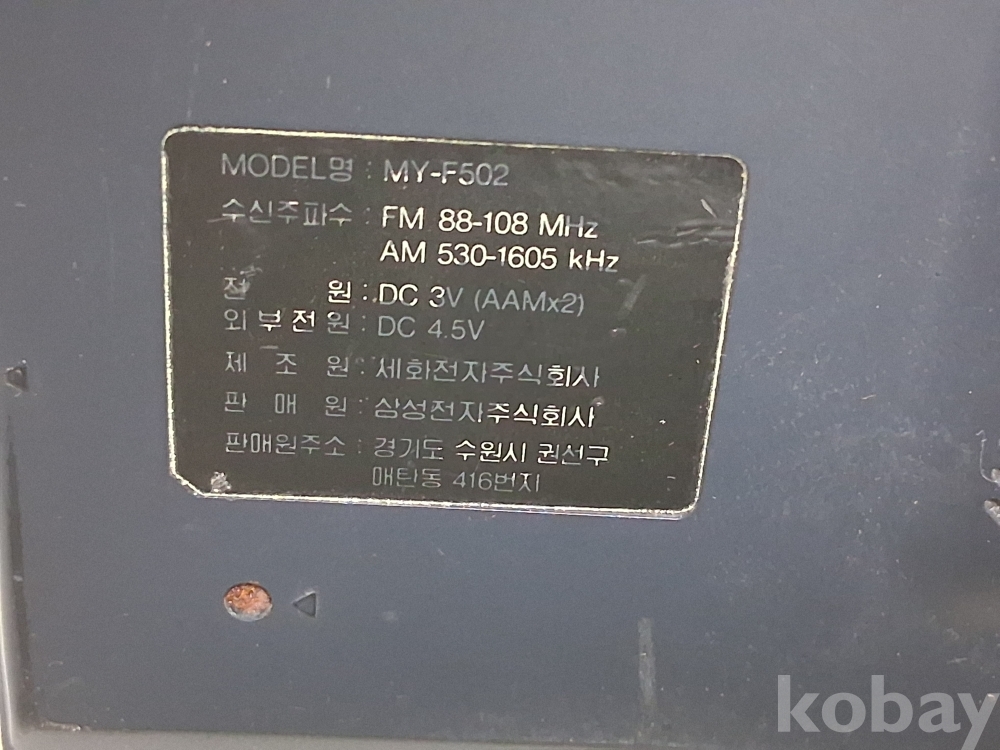 MODEL명 : MY-F502
수신주파수 : FM 88-108 MHz
AM 530-1605 kHz
전 원 : DC 3V (AAMx2)
외부전원 : DC 4.5V
제 조 원 : 세화전자주식회사
판 매 원 : 삼성전자주식회사
판매원주소 : 경기도 수원시 권선구
매탄동 416번지
kobay